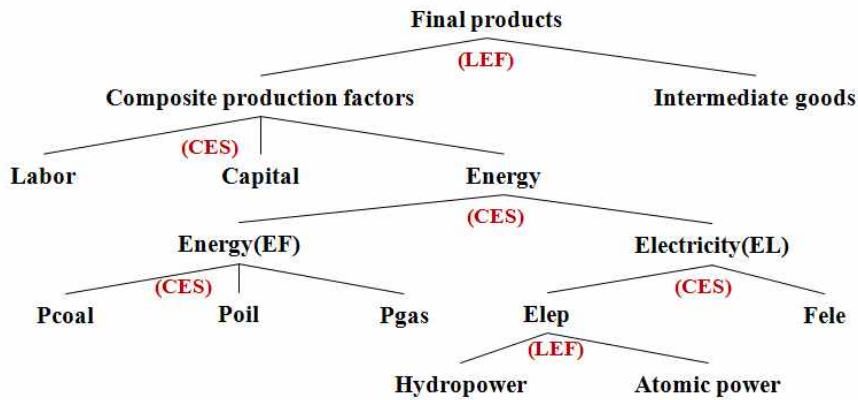 Final products
(LEF)
Composite production factors
Intermediate goods
(CES)
Labor
Capital
Energy
(CES)
Energy(EF)
Electricity(EL)
(CES)
(CES)
Pcoal
Poil
Pgas
Elep
Fele
(LEF)
Hydropower
Atomic power